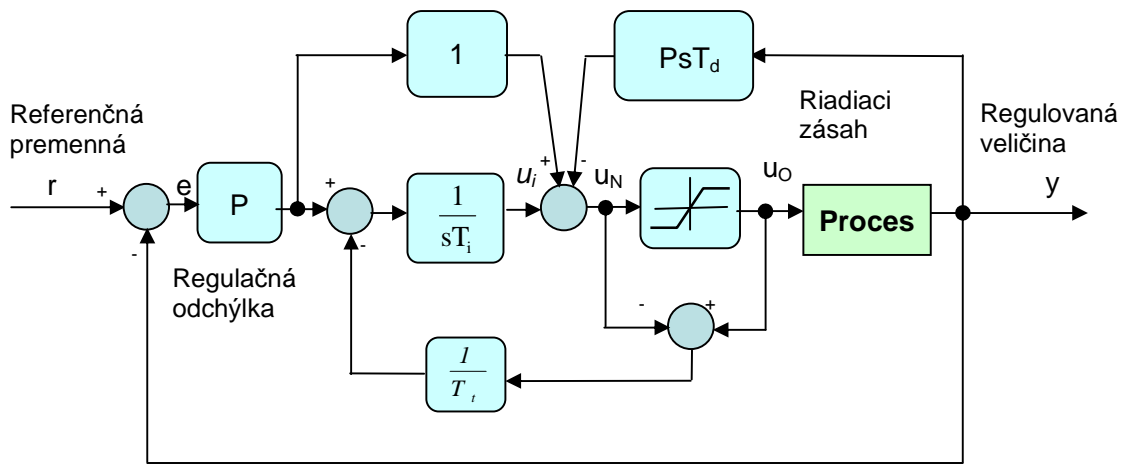 1
PsT_d
Referenčná
premenná
Riadiaci
zásah
Regulovaná
veličina
r
+
-
e
P
+
-
1
sT_i
u_i
+
-
u_N
u_O
Proces
y
Regulačná
odchýlka
-
+
1
T_t